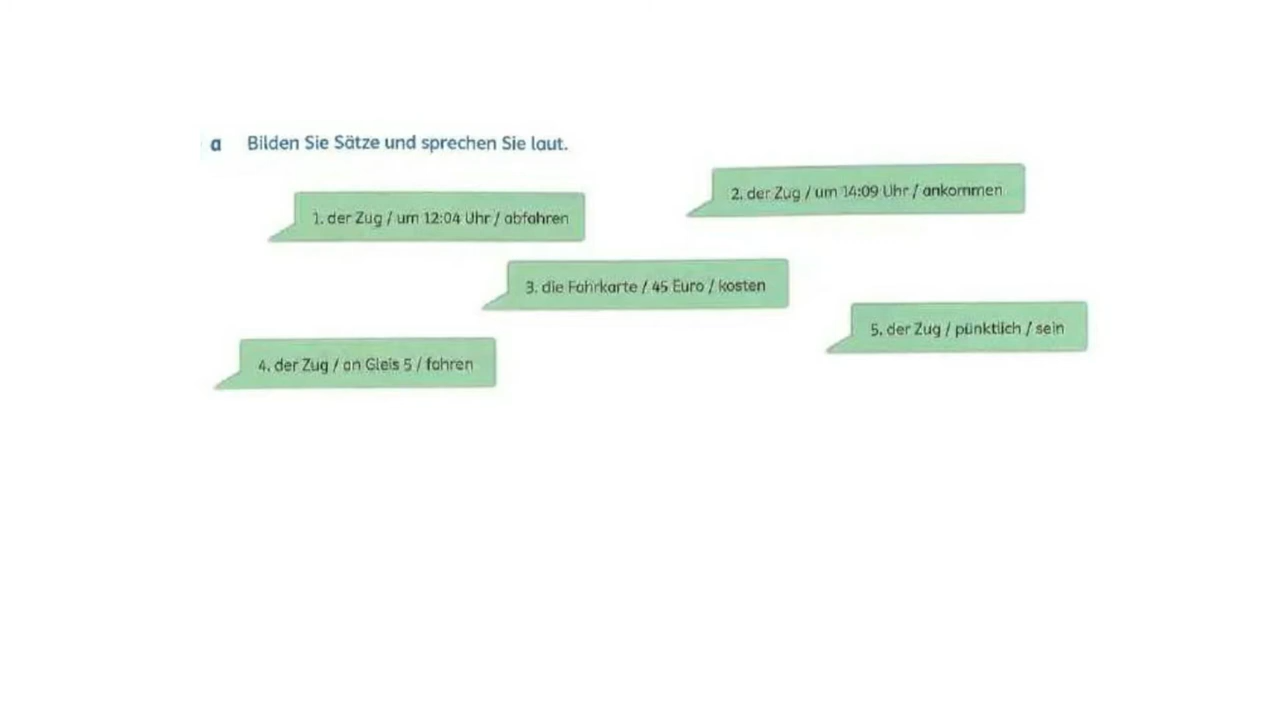 a Bilden Sie Sätze und sprechen Sie laut.
1. der Zug / um 12:04 Uhr / abfahren
2. der Zug / um 14:09 Uhr / ankommen
3. die Fahrkarte / 45 Euro / kosten
4. der Zug / an Gleis 5 / fahren
5. der Zug / pünktlich / sein